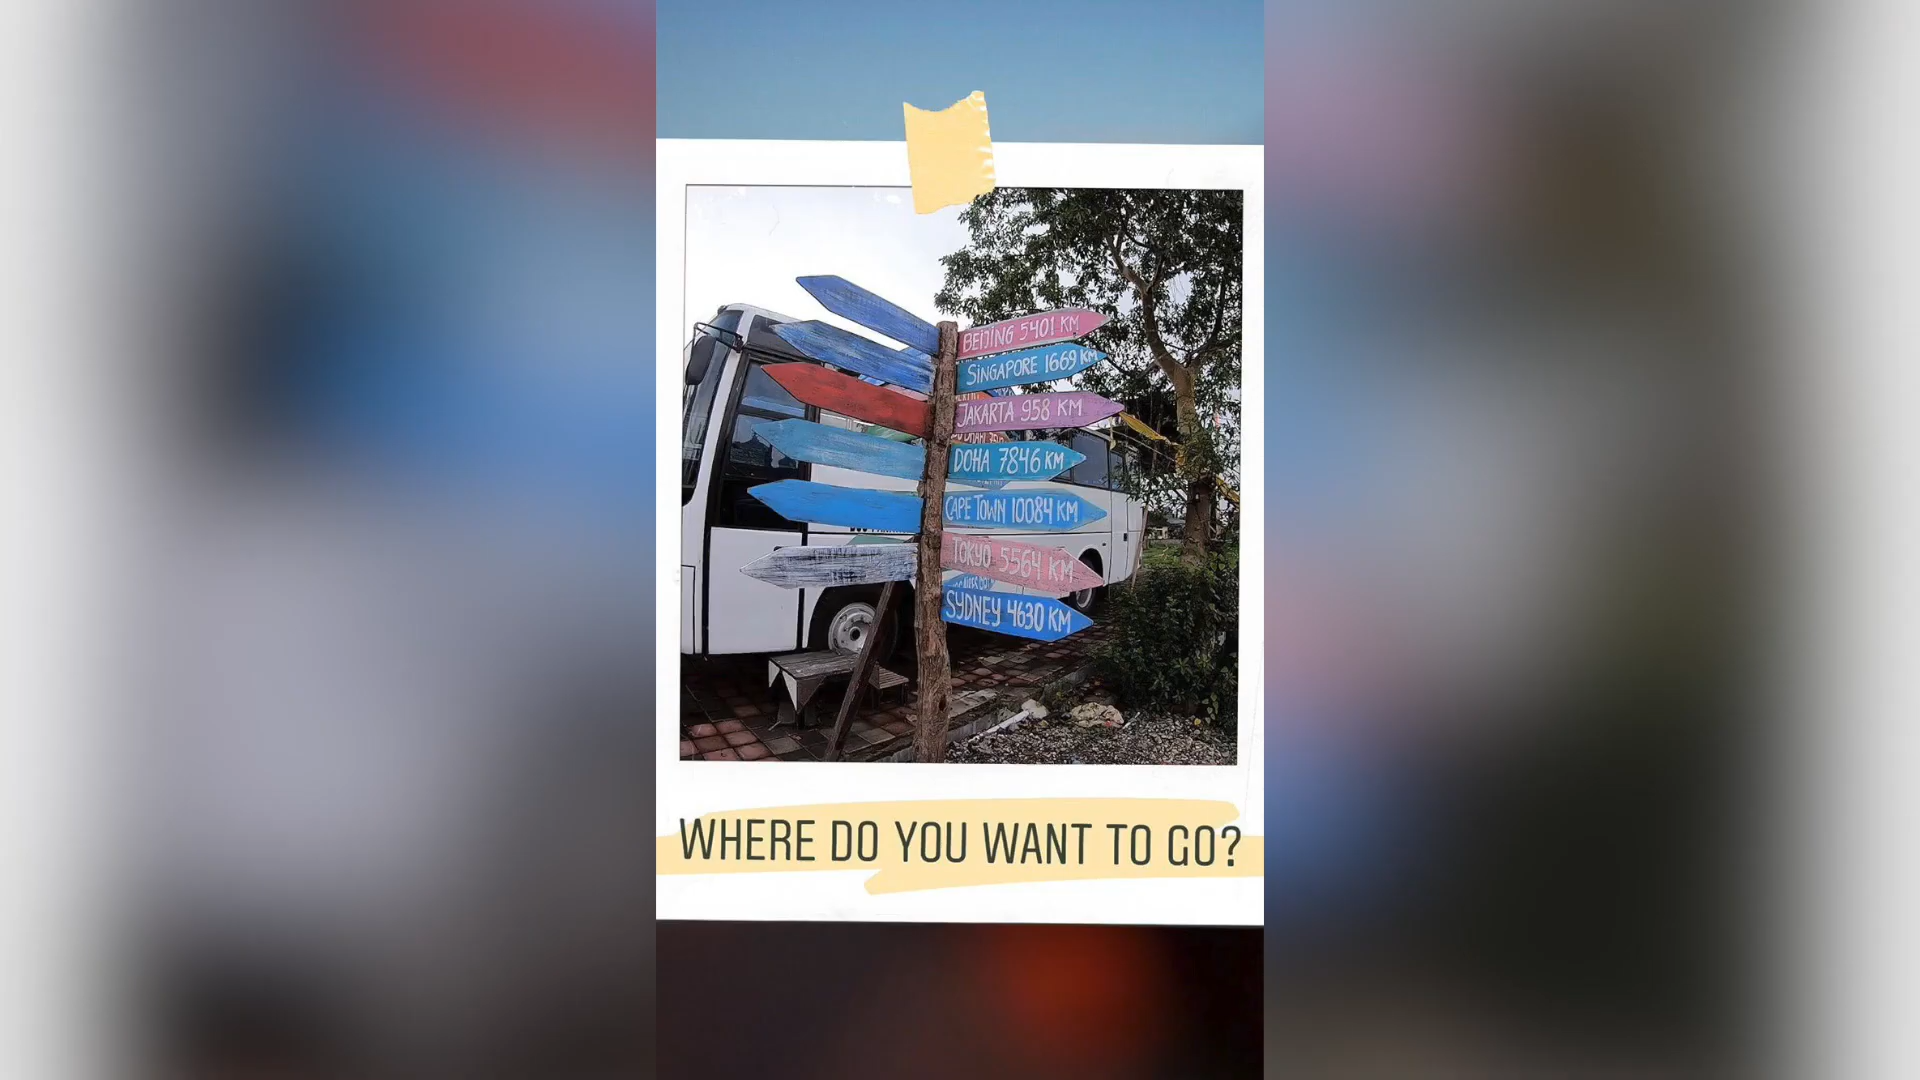 BEIJING 5401 KM
SINGAPORE 1669 KM
JAKARTA 958 KM
DOHA 7846 KM
CAPE TOWN 10084 KM
TOKYO 5564 KM
SYDNEY 4630 KM
WHERE DO YOU WANT TO GO?